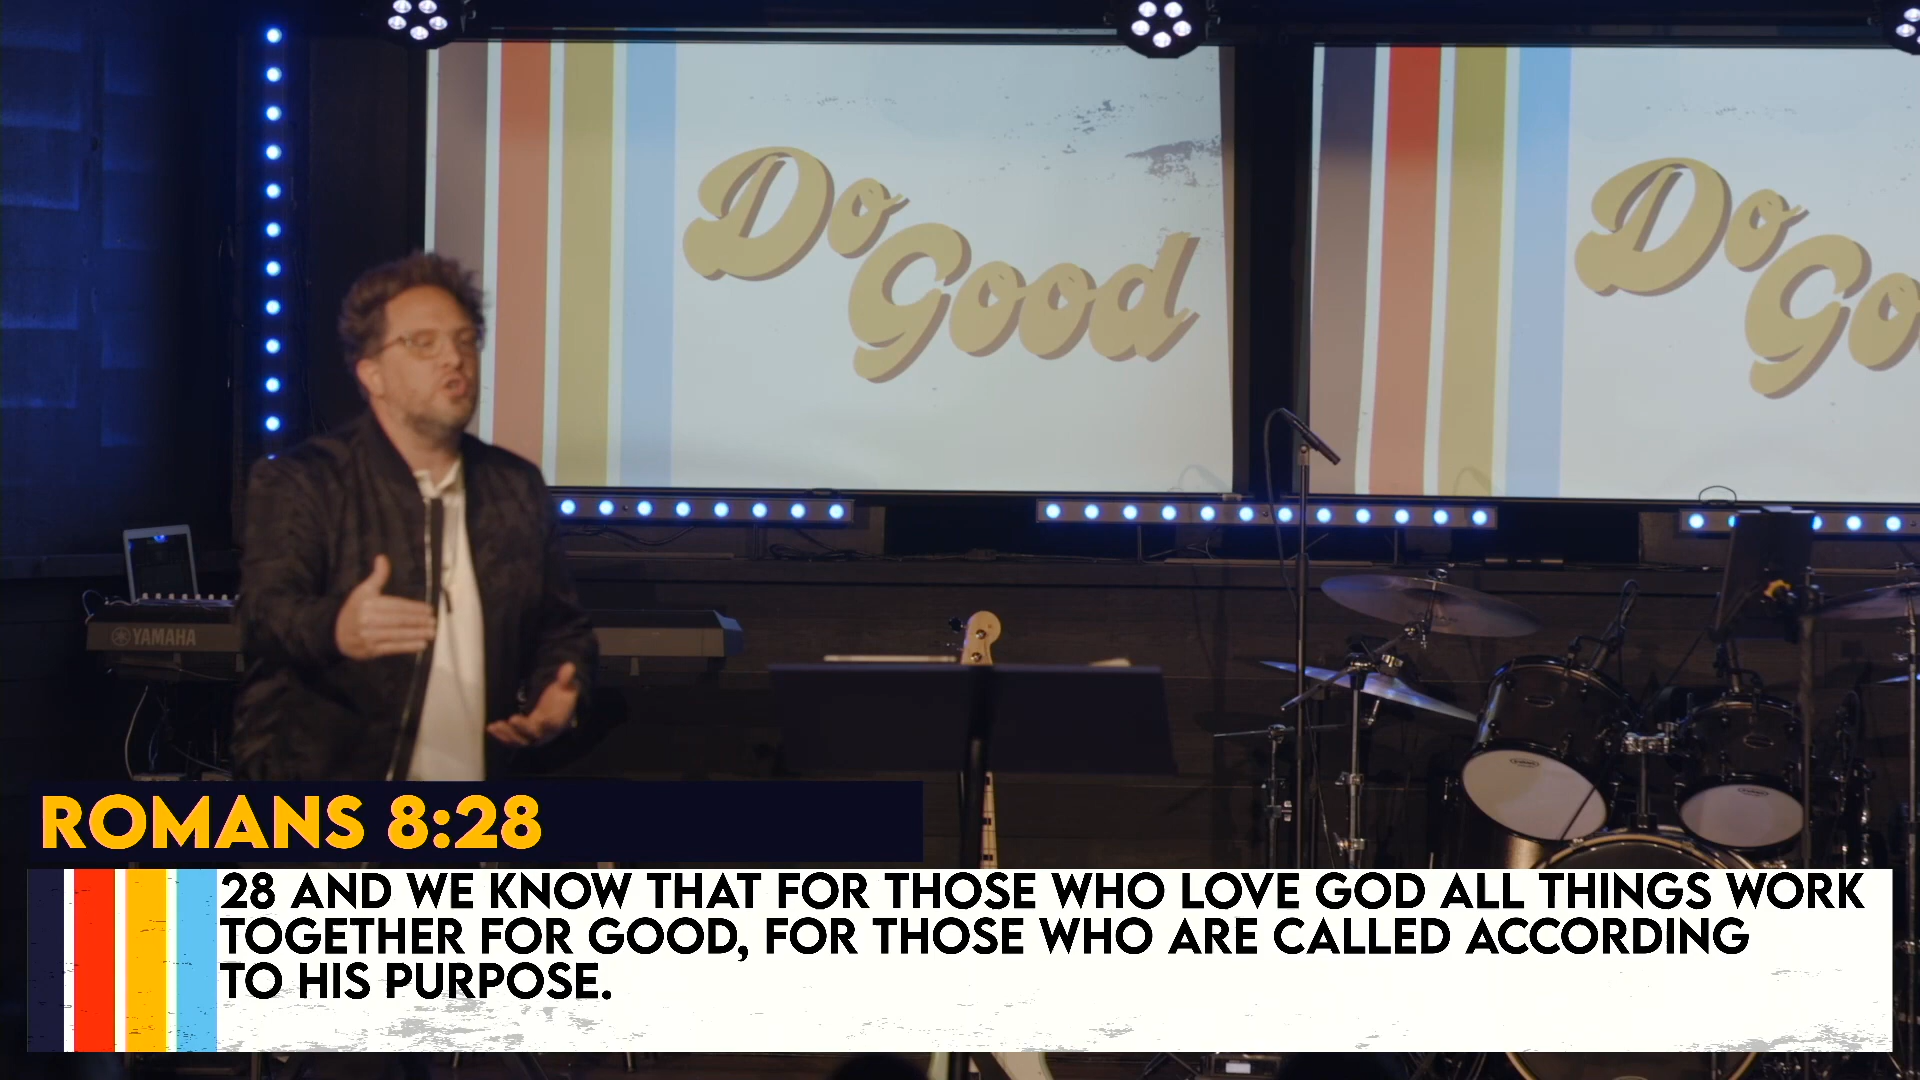 Do
Good
Do
Go
YAMAHA
ROMANS 8:28
28 AND WE KNOW THAT FOR THOSE WHO LOVE GOD ALL THINGS WORK
TOGETHER FOR GOOD, FOR THOSE WHO ARE CALLED ACCORDING
TO HIS PURPOSE.